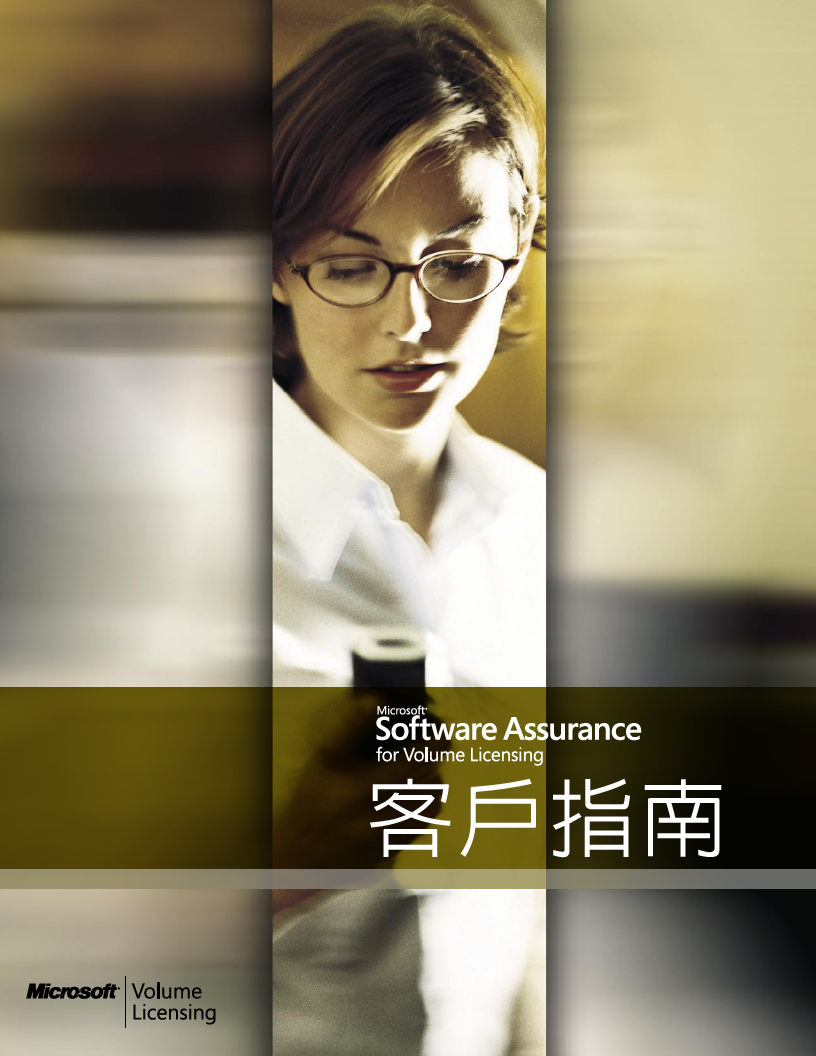 Microsoft®
Software Assurance
for Volume Licensing
客戶指南
Microsoft®
Volume
Licensing